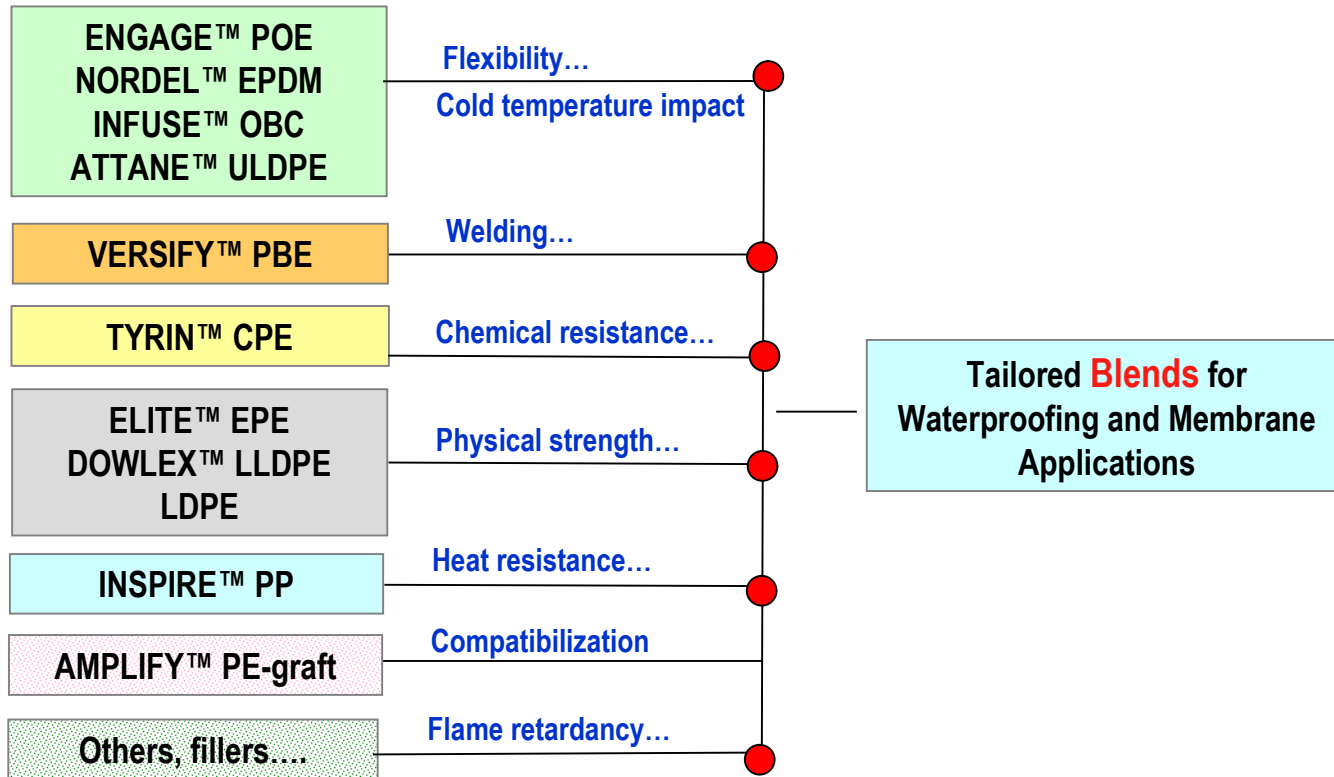 ENGAGE™ POE
NORDEL™ EPDM
INFUSE™ OBC
ATTANE™ ULDPE
Flexibility…
Cold temperature impact
VERSIFY™ PBE
Welding…
TYRIN™ CPE
Chemical resistance…
ELITE™ EPE
DOWLEX™ LLDPE
LDPE
Physical strength…
INSPIRE™ PP
Heat resistance…
AMPLIFY™ PE-graft
Compatibilization
Others, fillers….
Flame retardancy…
Tailored Blends for
Waterproofing and Membrane
Applications